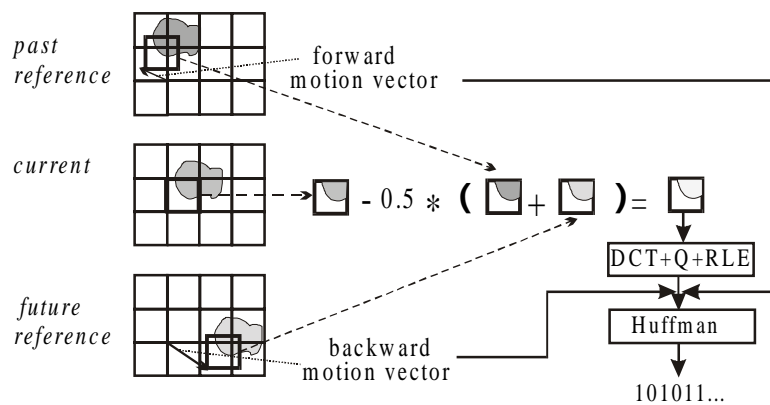 past
reference
forward
motion vector
current
- 0.5 * ( + ) =
DCT+Q+RLE
future
reference
backward
motion vector
Huffman
101011...